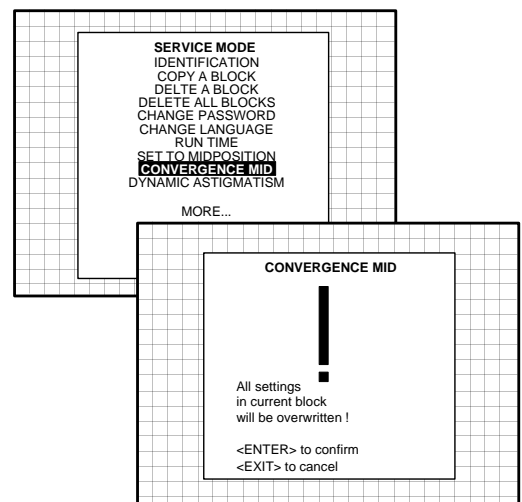 SERVICE MODE
IDENTIFICATION
COPY A BLOCK
DELTE A BLOCK
DELETE ALL BLOCKS
CHANGE PASSWORD
CHANGE LANGUAGE
RUN TIME
SET TO MIDPOSITION
CONVERGENCE MID
DYNAMIC ASTIGMATISM
MORE...
CONVERGENCE MID
!
All settings
in current block
will be overwritten !
<ENTER> to confirm
<EXIT> to cancel